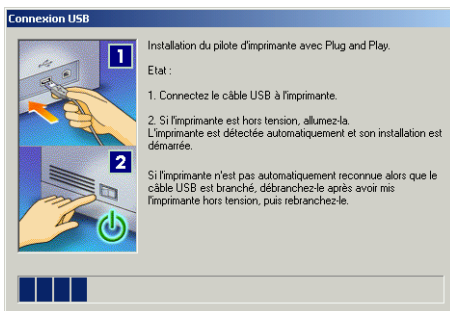 Connexion USB
1
Installation du pilote d'imprimante avec Plug and Play.
Etat :
1. Connectez le câble USB à l'imprimante.
2. Si l'imprimante est hors tension, allumez-la.
L'imprimante est détectée automatiquement et son installation est
démarrée.
2
Si l'imprimante n'est pas automatiquement reconnue alors que le
câble USB est branché, débranchez-le après avoir mis
l'imprimante hors tension, puis rebranchez-le.